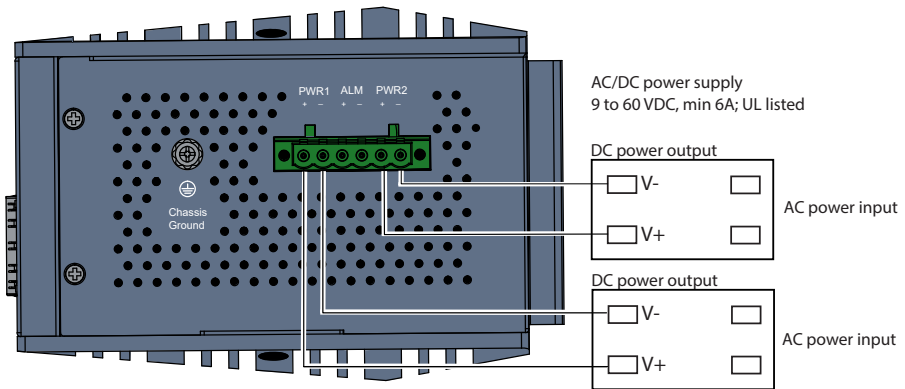 PWR1 ALM PWR2
+ – + – + –
Chassis
Ground
AC/DC power supply
9 to 60 VDC, min 6A; UL listed
DC power output
V-
V+
AC power input
DC power output
V-
V+
AC power input